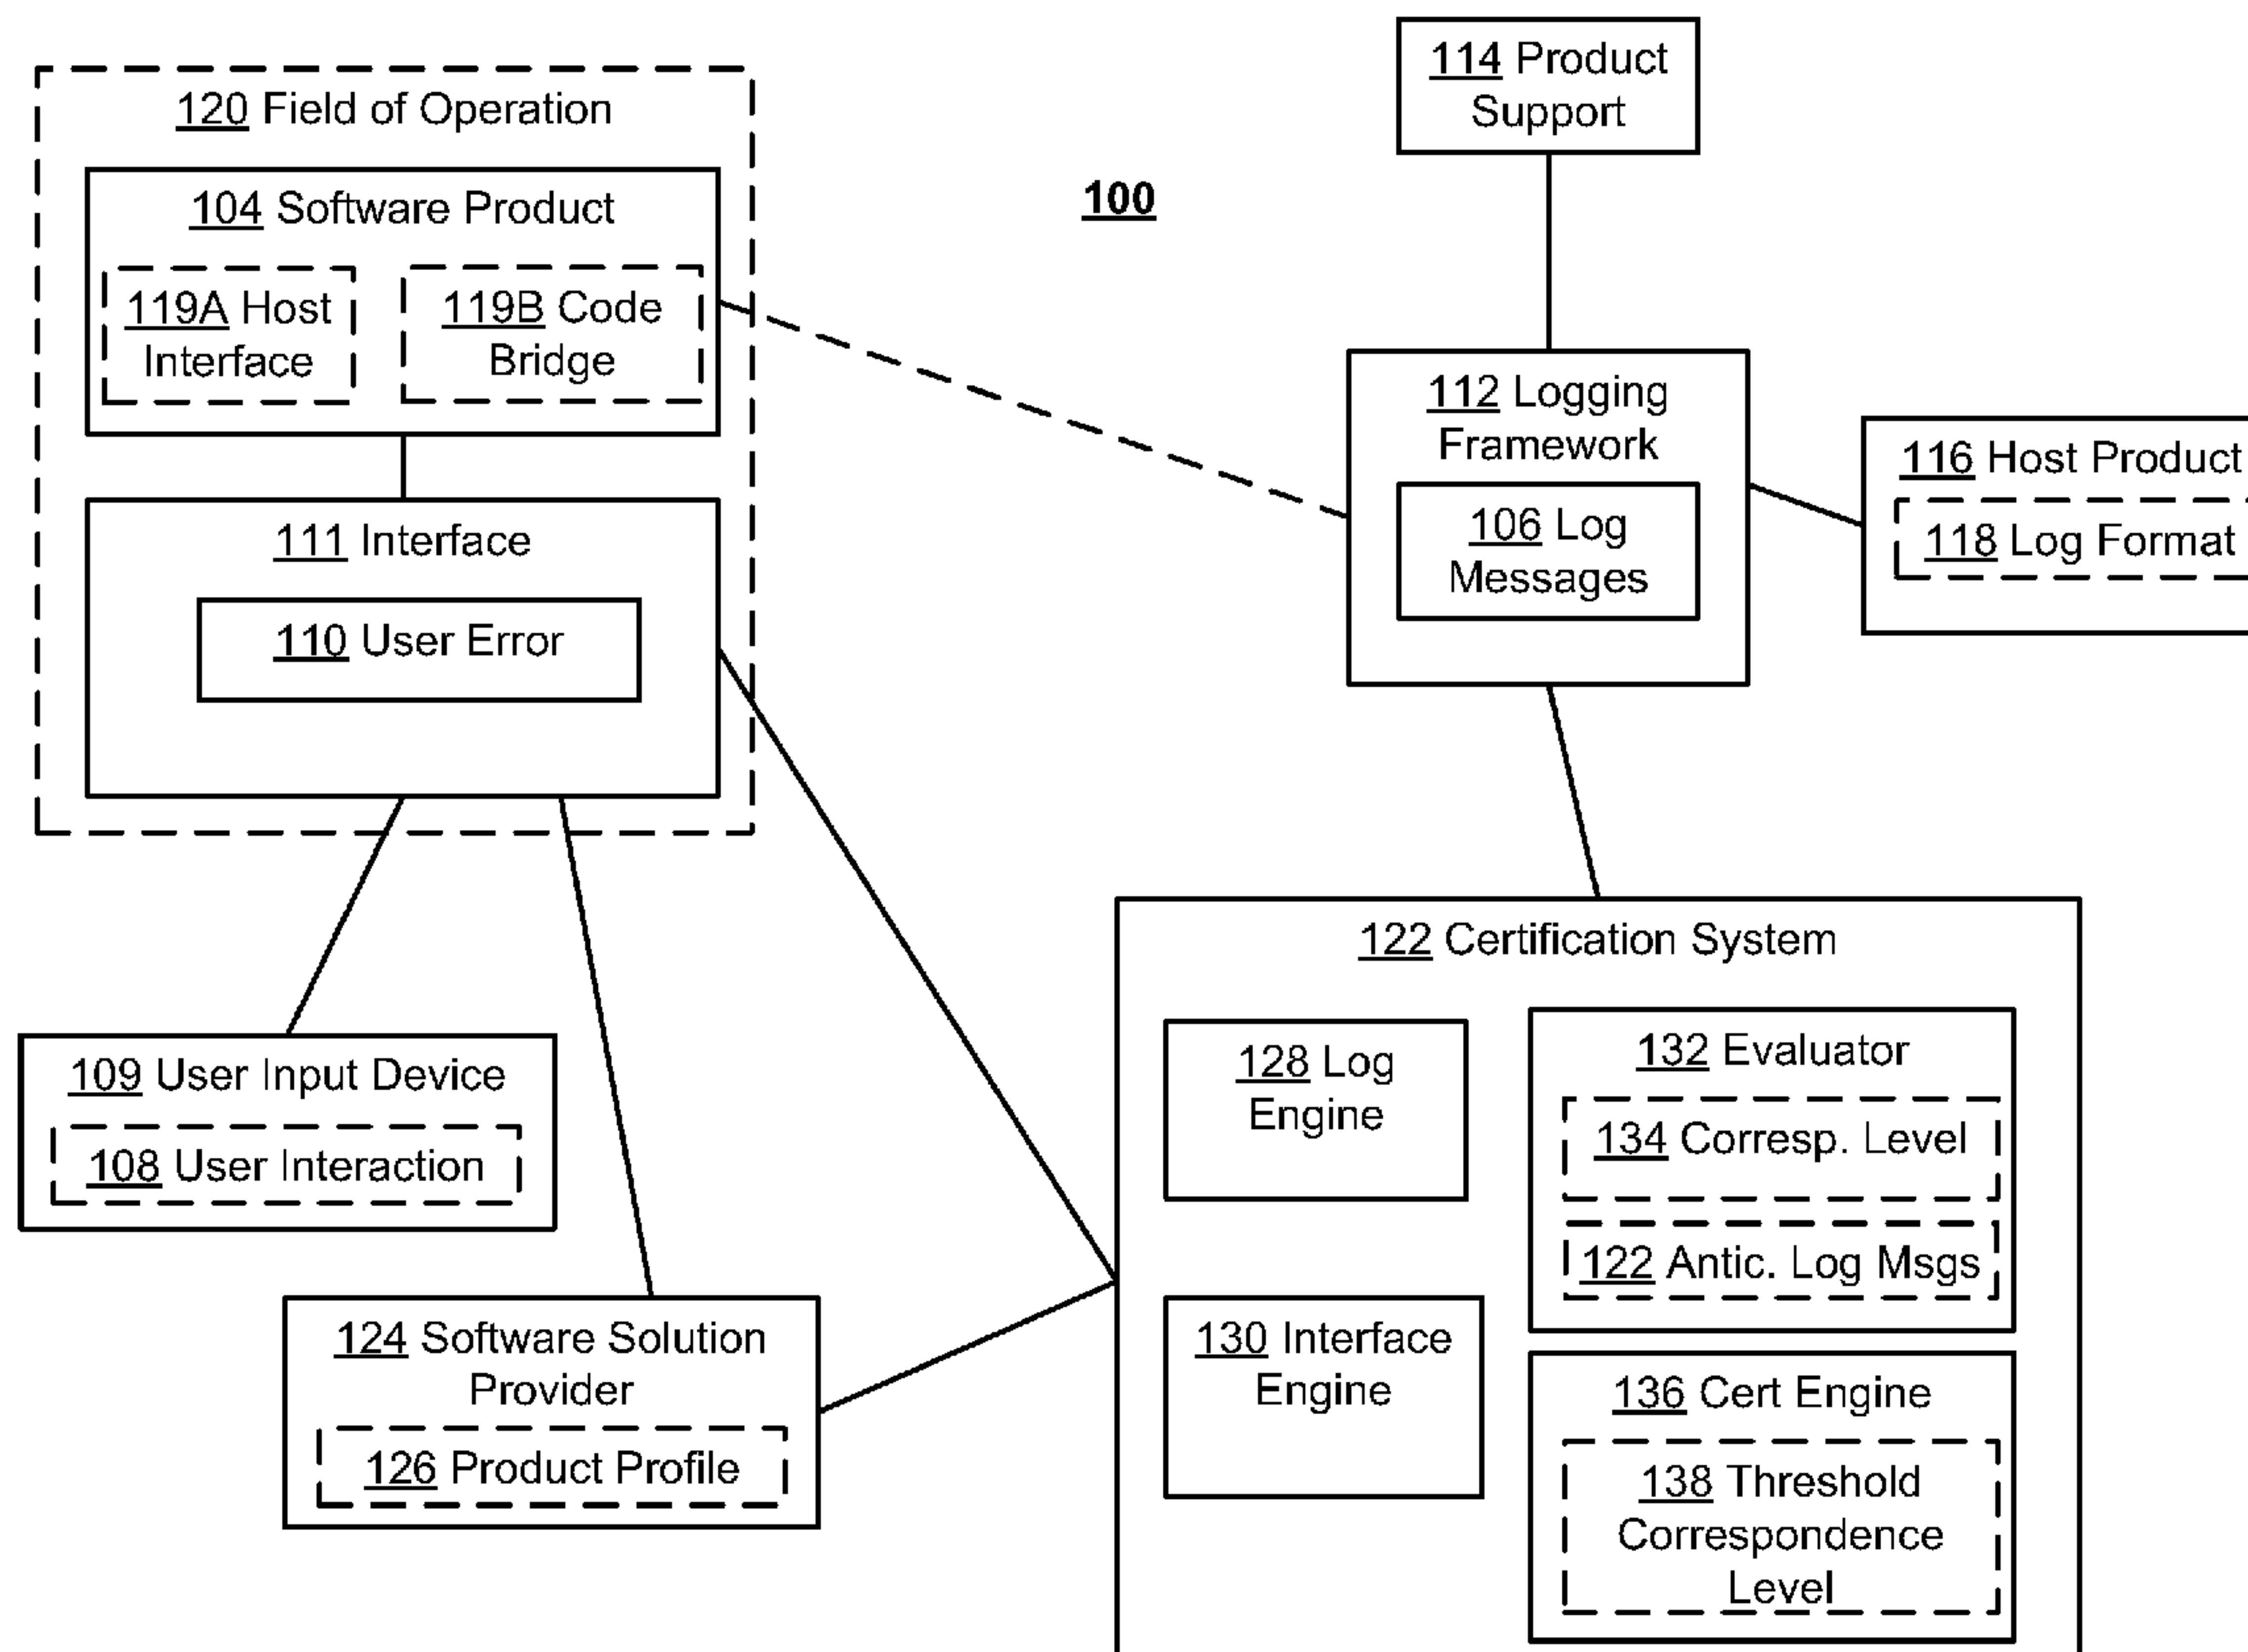 114 Product
Support
120 Field of Operation
104 Software Product
100
119A Host
Interface
119B Code
Bridge
112 Logging
Framework
116 Host Product
118 Log Format
106 Log
Messages
111 Interface
110 User Error
122 Certification System
109 User Input Device
108 User Interaction
128 Log
Engine
132 Evaluator
134 Corresp. Level
122 Antic. Log Msgs
124 Software Solution
Provider
126 Product Profile
130 Interface
Engine
136 Cert Engine
138 Threshold
Correspondence
Level